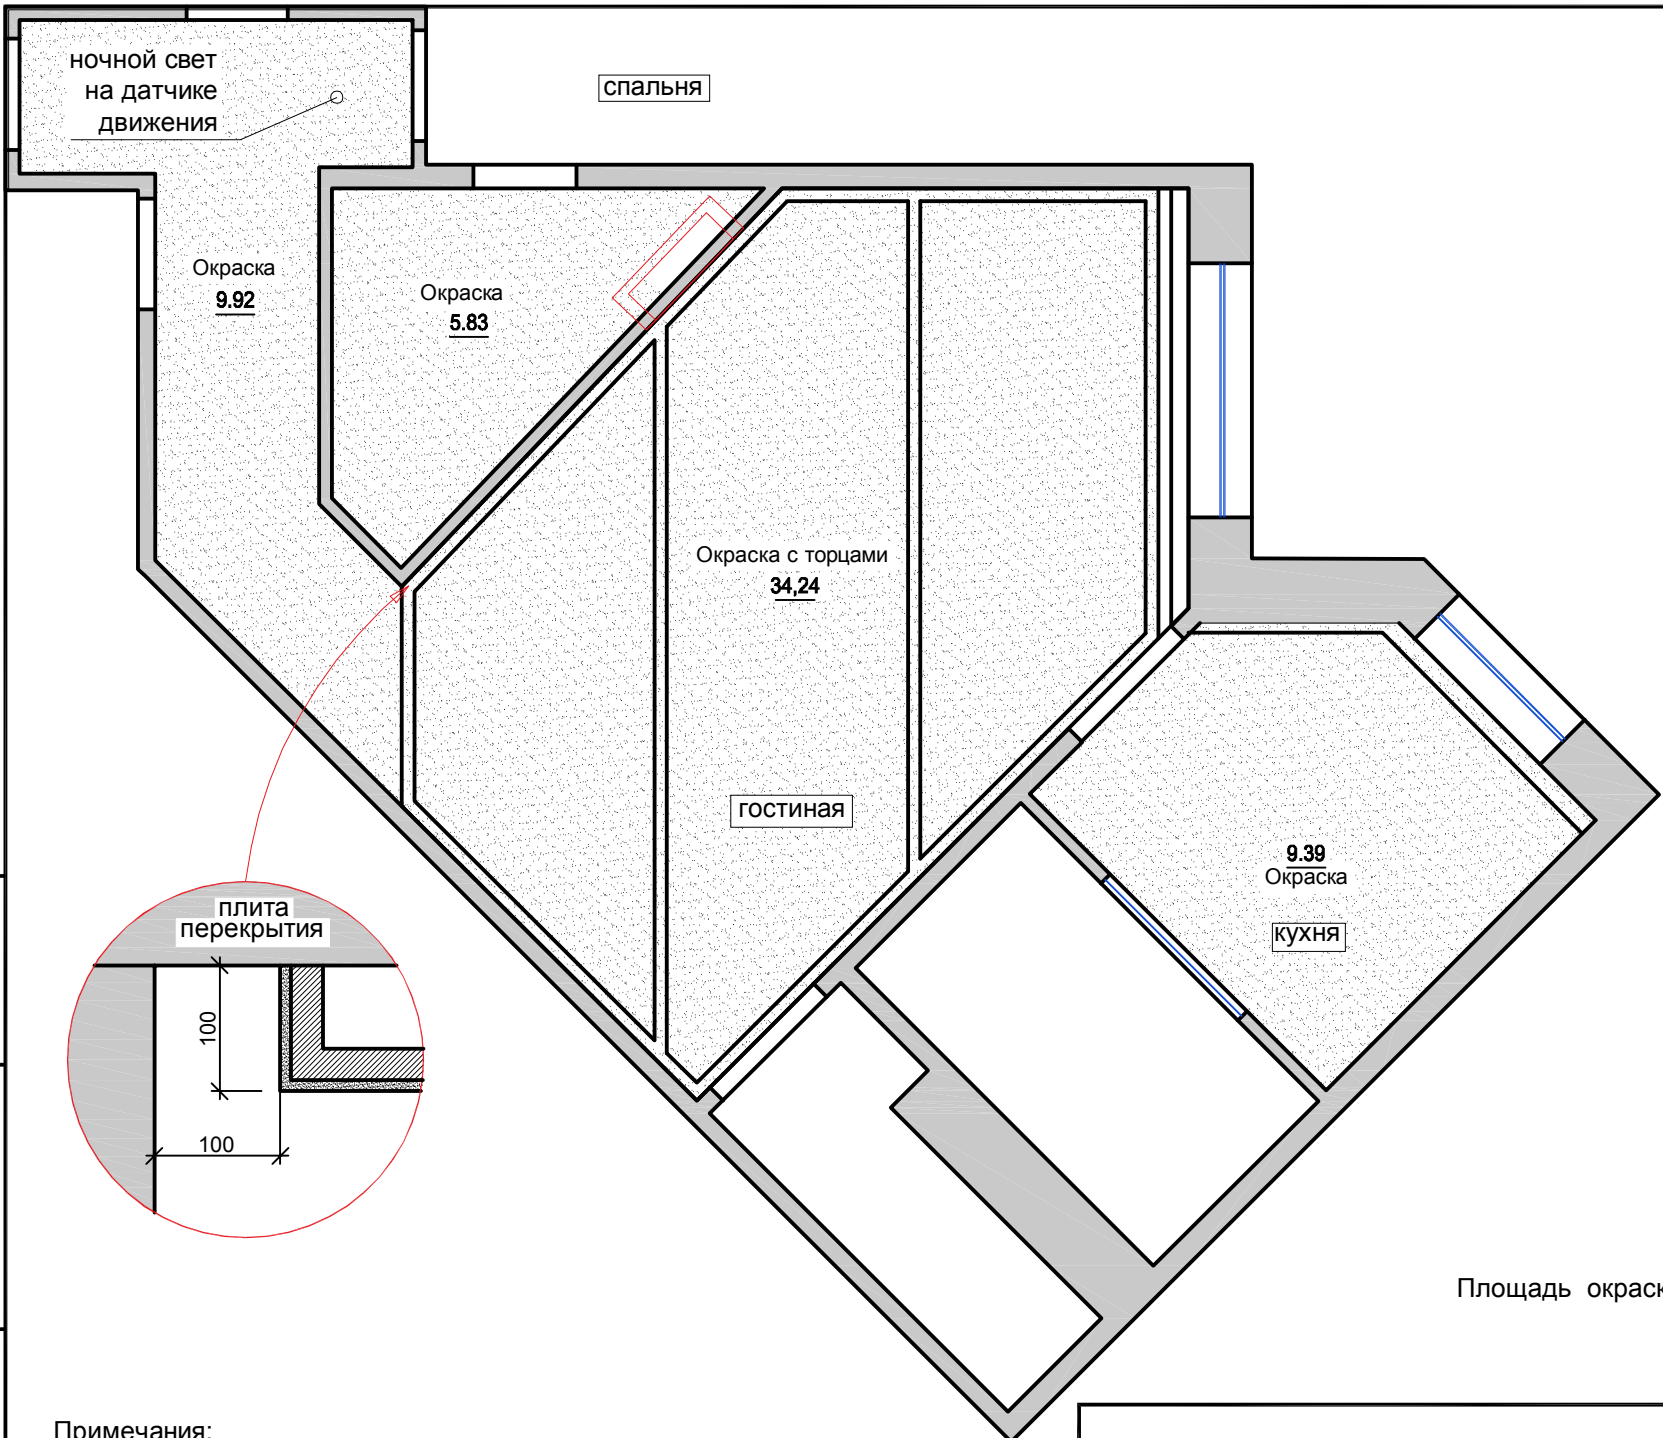 ночной свет
на датчике
движения
спальня
Окраска
9.92
Окраска
5.83
Окраска с торцами
34,24
гостиная
9.39
Окраска
кухня
плита
перекрытия
100
100
Площадь окраск
Примечания: